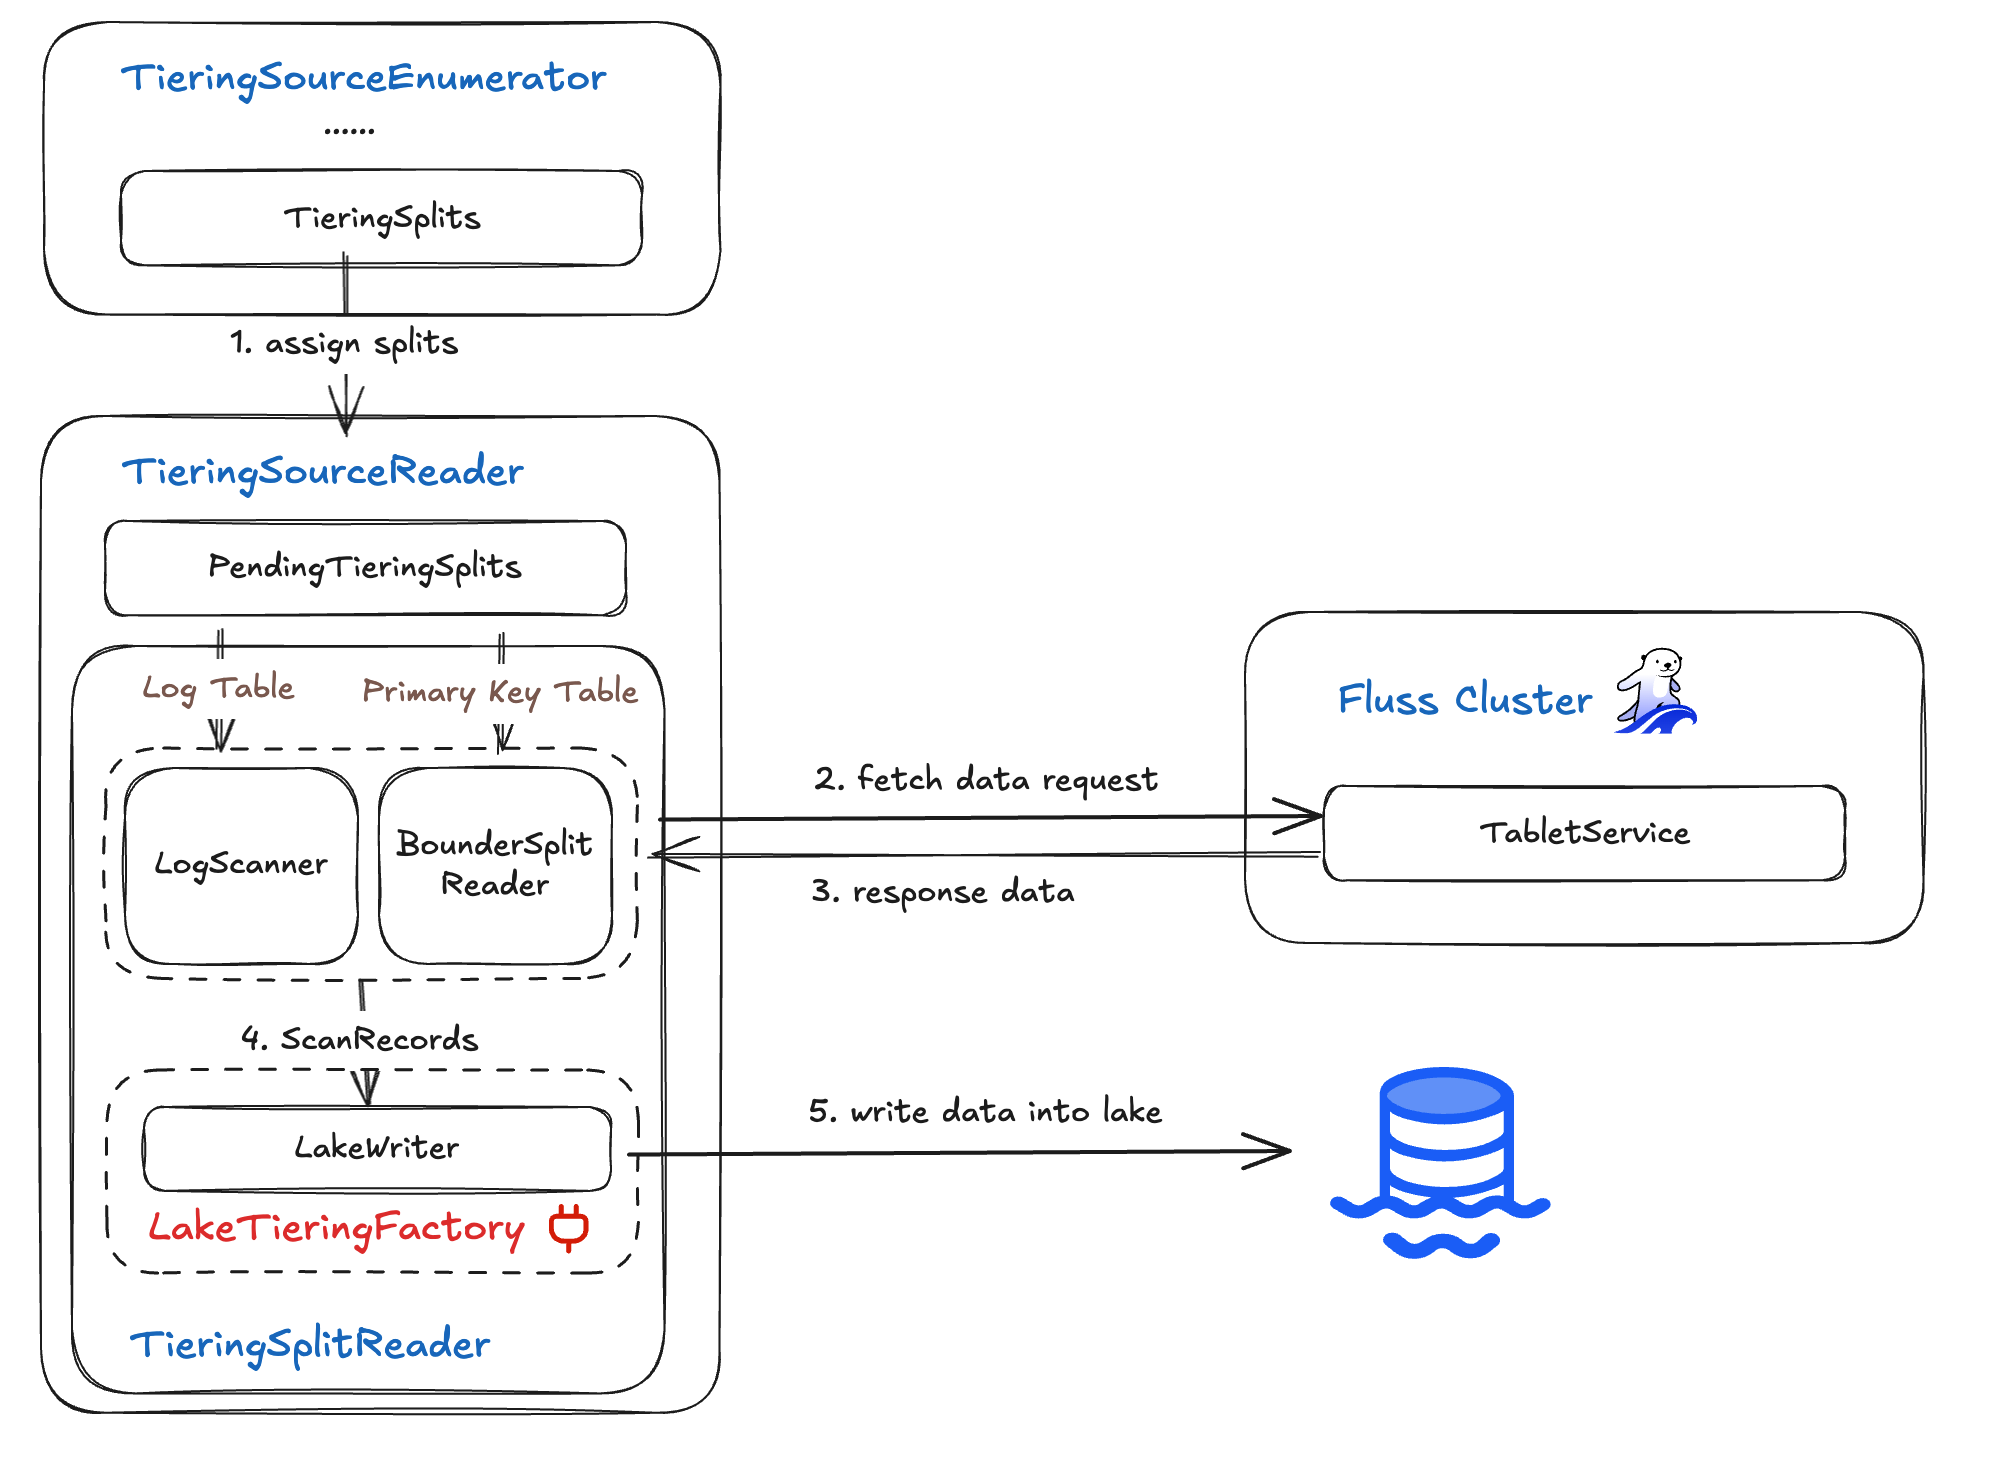 TieringSourceEnumerator
......
TieringSplits
1. assign splits
TieringSourceReader
PendingTieringSplits
Log Table
Primary Key Table
LogScanner
BounderSplit
Reader
2. fetch data request
3. response data
Fluss Cluster
TabletService
4. ScanRecords
LakeWriter
LakeTieringFactory
5. write data into lake
TieringSplitReader